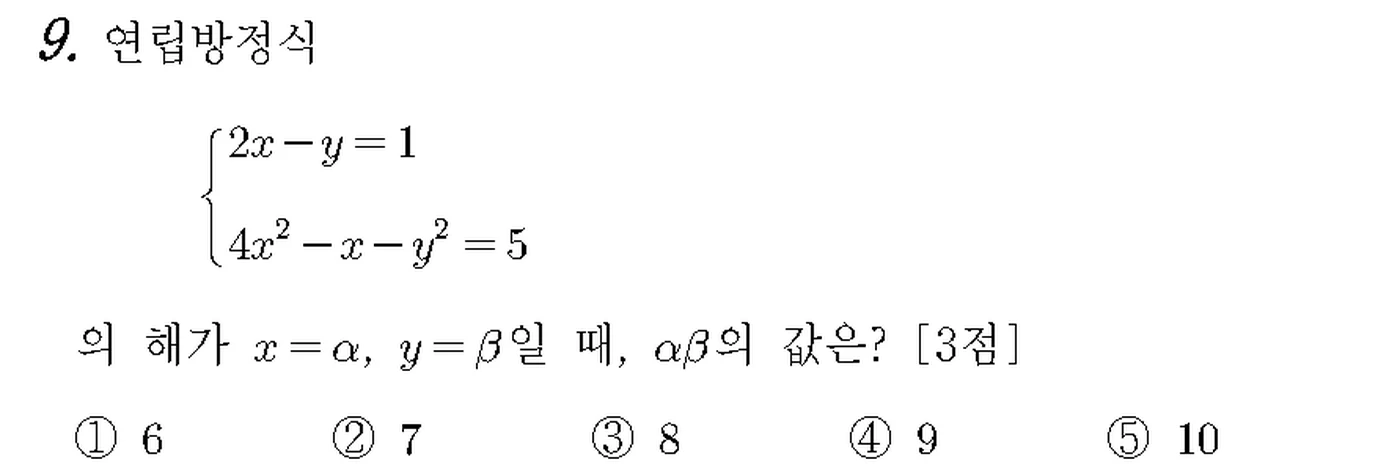 9. 연립방정식
2x − y = 1
4x² − x − y² = 5
의 해가 x = α, y = β일 때, αβ의 값은? [3점]
① 6 ② 7 ③ 8 ④ 9 ⑤ 10